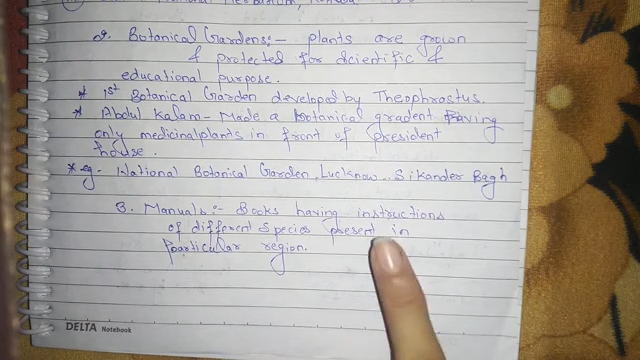 2. Botanical Gardens:- plants are grown
& protected for Scientific &
educational purpose.
* 1st Botanical Garden developed by Theophrastus.
* Abdul Kalam - Made a botanical gradent having
only medicinal plants in front of president
house.
* eg- National Botanical Garden, Lucknow - Sikander Bagh
3. Manuals:- Books having instructions
of different Species present in
particular region.
DELTA Notebook